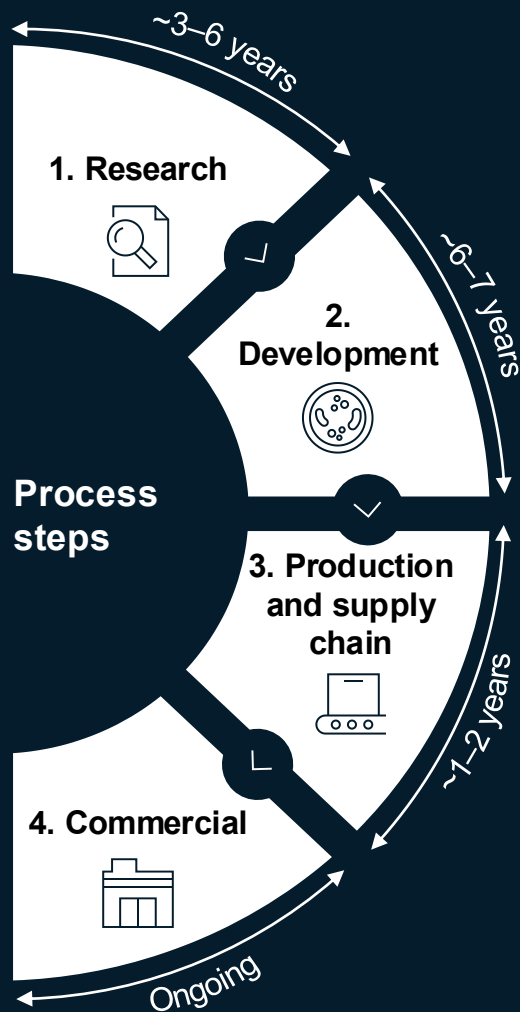 ~3–6 years
1. Research
~6–7 years
2.
Development
Process
steps
3. Production
and supply
chain
~1–2 years
4. Commercial
Ongoing